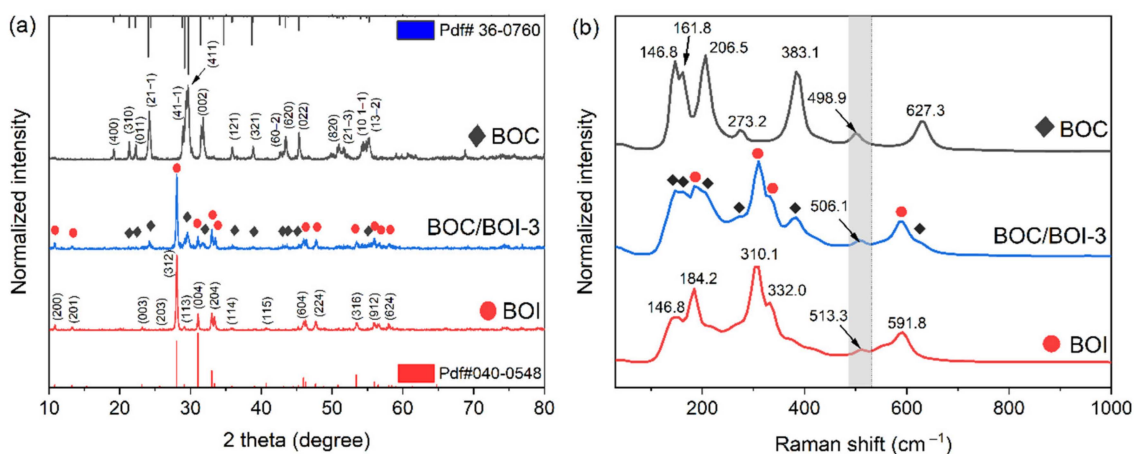 (a)
Pdf# 36-0760
(411)
(400)
(310)
(011)
(21−1)
(41−1)
(002)
(121)
(321)
(60−2)
(620)
(022)
(820)
(21−3)
(10 1−1)
(13−2)
BOC
BOC/BOI-3
(200)
(201)
(003)
(203)
(312)
(113)
(004)
(204)
(114)
(115)
(604)
(224)
(316)
(912)
(624)
BOI
Pdf#040-0548
Normalized intensity
10 20 30 40 50 60 70 80
2 theta (degree)
(b)
146.8
161.8
206.5
273.2
383.1
498.9
627.3
BOC
506.1
BOC/BOI-3
146.8
184.2
310.1
332.0
513.3
591.8
BOI
Normalized intensity
200 400 600 800 1000
Raman shift (cm⁻¹)